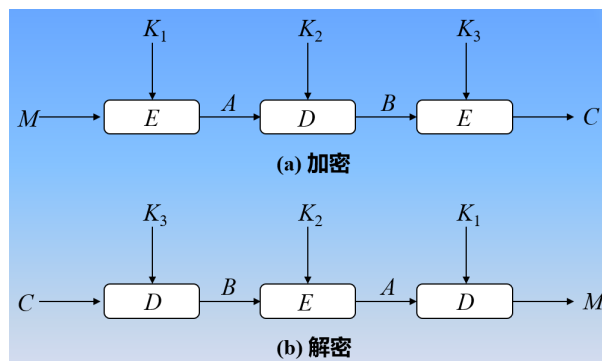 K₁ K₂ K₃
M E A D B E C
(a) 加密
K₃ K₂ K₁
C D B E A D M
(b) 解密